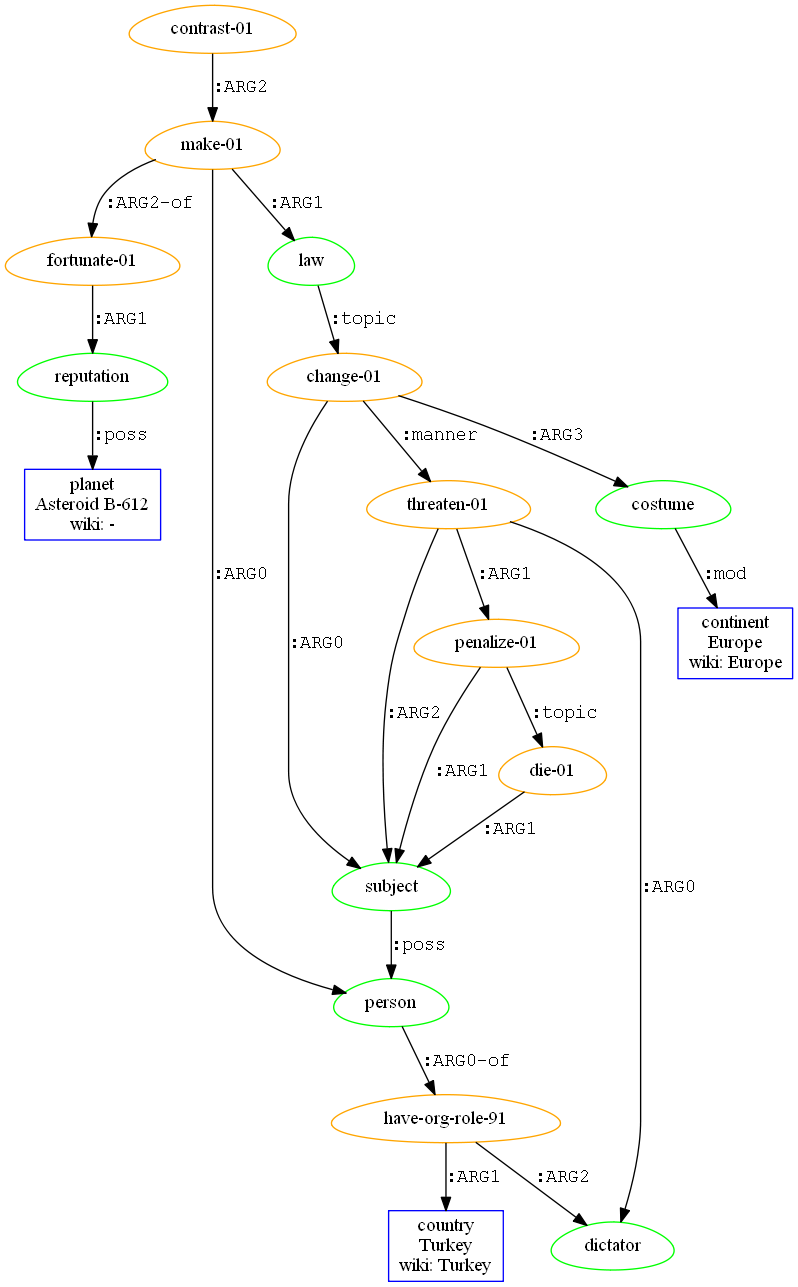 contrast-01
:ARG2
make-01
:ARG2-of
:ARG1
fortunate-01
law
:ARG1
:topic
reputation
change-01
:poss
:manner
:ARG3
planet
Asteroid B-612
wiki: -
threaten-01
costume
:ARG0
:ARG1
:mod
:ARG0
penalize-01
continent
Europe
wiki: Europe
:ARG2
:topic
:ARG1
die-01
:ARG1
subject
:ARG0
:poss
person
:ARG0-of
have-org-role-91
:ARG1
:ARG2
country
Turkey
wiki: Turkey
dictator